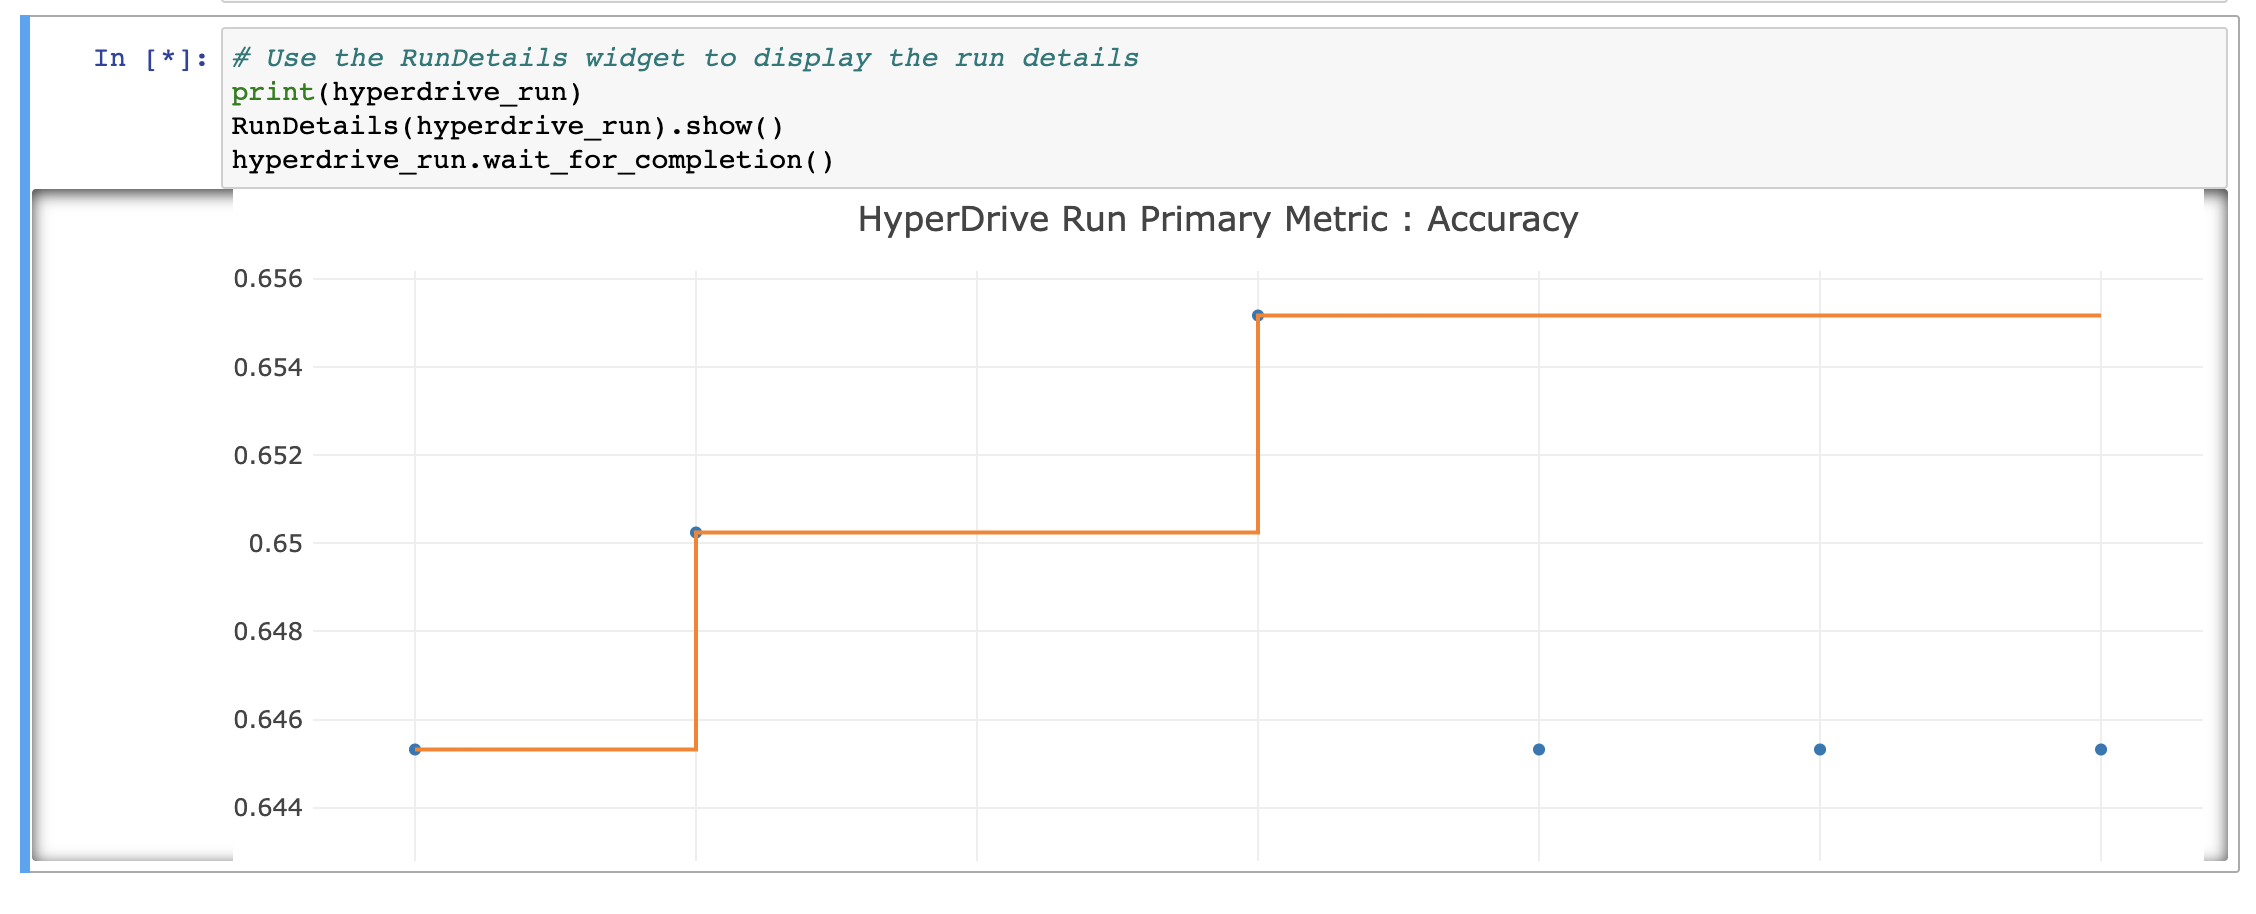 In [*]:
# Use the RunDetails widget to display the run details
print(hyperdrive_run)
RunDetails(hyperdrive_run).show()
hyperdrive_run.wait_for_completion()
HyperDrive Run Primary Metric : Accuracy
0.656
0.654
0.652
0.65
0.648
0.646
0.644